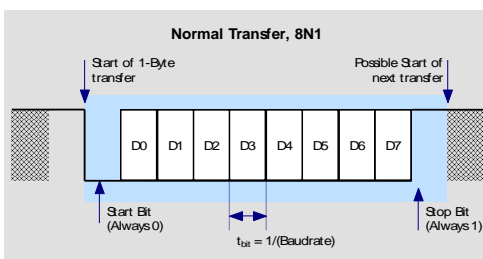 Normal Transfer, 8N1
Start of 1-Byte
transfer
Possible Start of
next transfer
D0 D1 D2 D3 D4 D5 D6 D7
Start Bit
(Always 0)
t_bit = 1/(Baudrate)
Stop Bit
(Always 1)